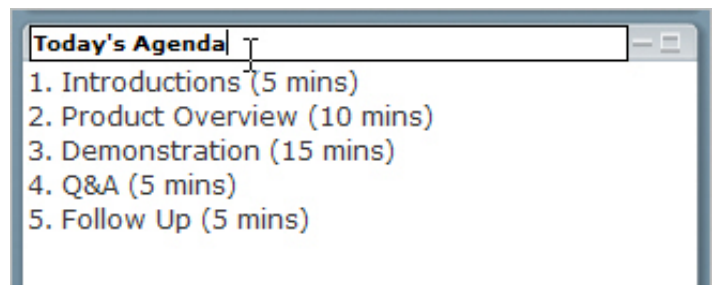 Today's Agenda
1. Introductions (5 mins)
2. Product Overview (10 mins)
3. Demonstration (15 mins)
4. Q&A (5 mins)
5. Follow Up (5 mins)